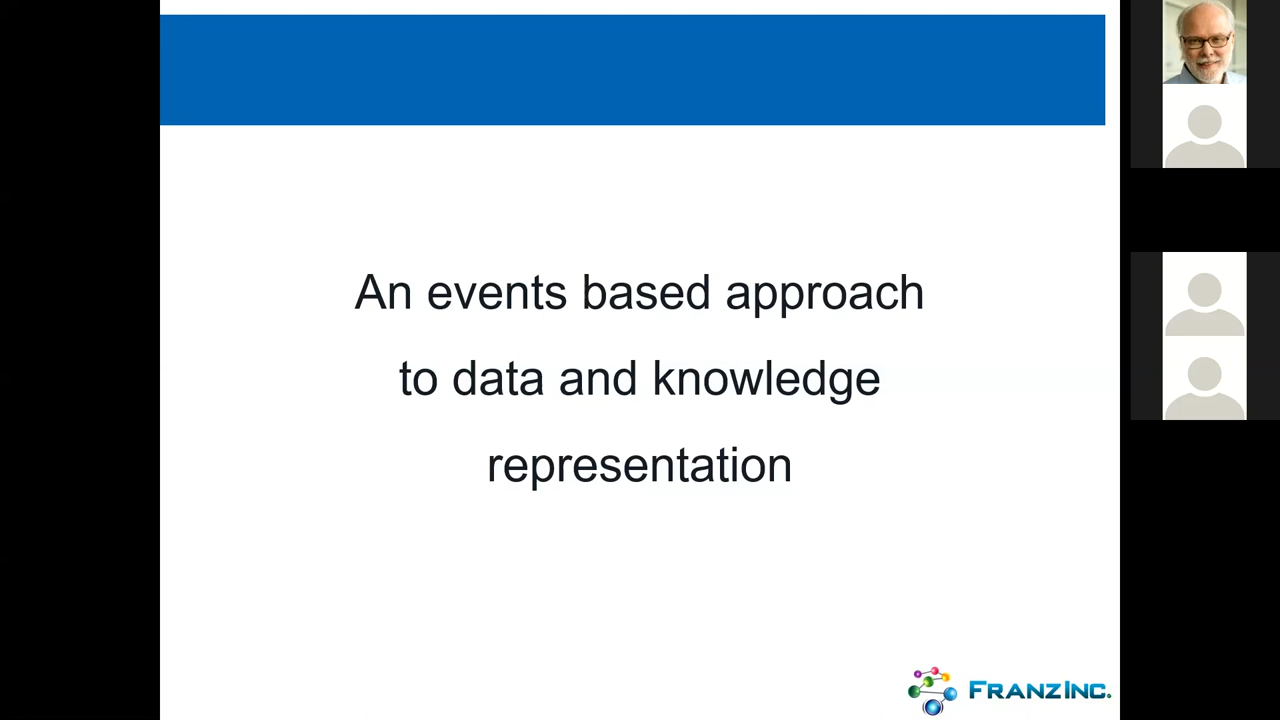 An events based approach
to data and knowledge
representation
FRANZINC.